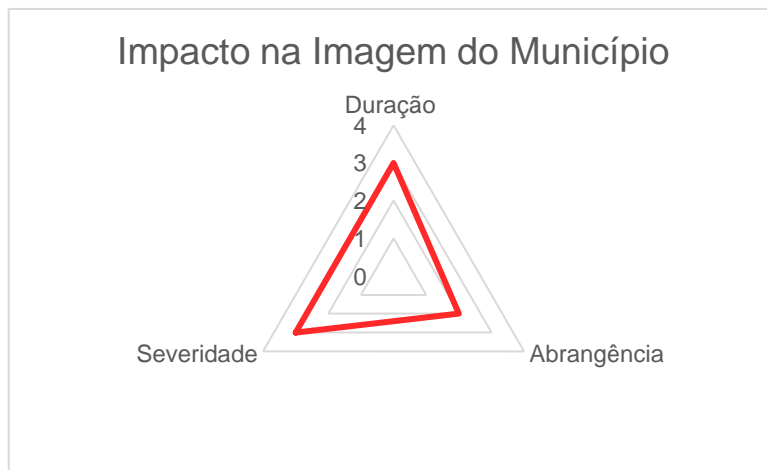 Impacto na Imagem do Município
Duração
4
3
2
1
0
Severidade
Abrangência